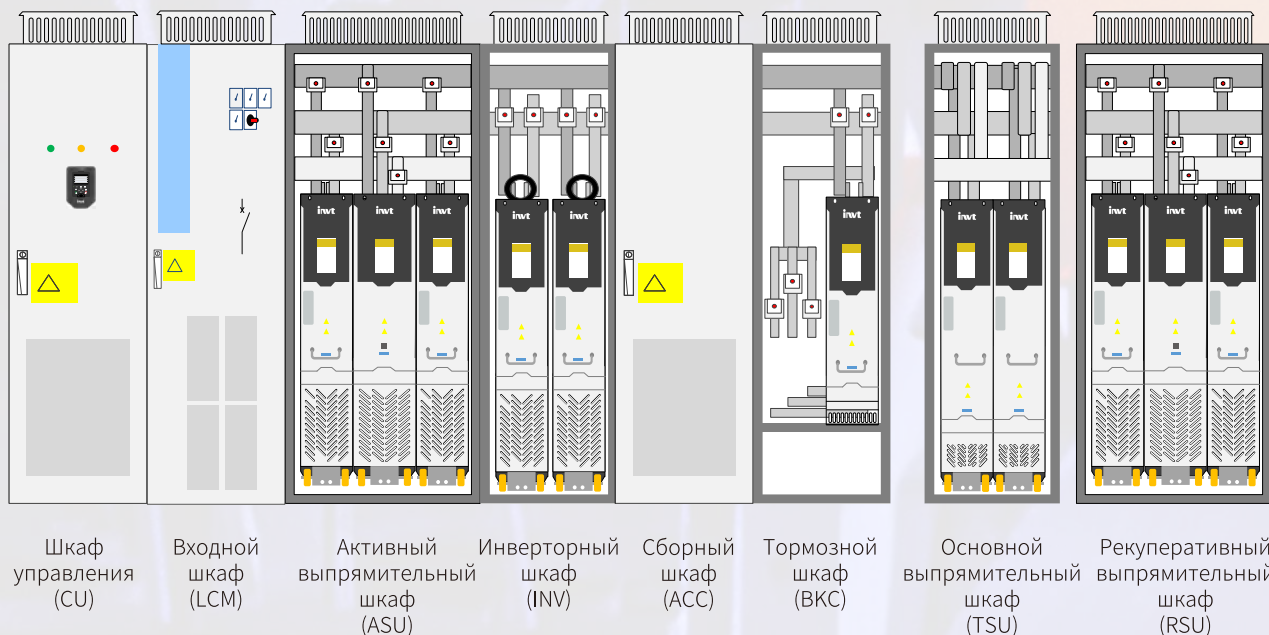 invt
invt
invt
invt
invt
invt
invt
invt
invt
invt
invt
Шкаф
управления
(CU)
Входной
шкаф
(LCM)
Активный
выпрямительный
шкаф
(ASU)
Инверторный
шкаф
(INV)
Сборный
шкаф
(ACC)
Тормозной
шкаф
(BKC)
Основной
выпрямительный
шкаф
(TSU)
Рекуперативный
выпрямительный
шкаф
(RSU)